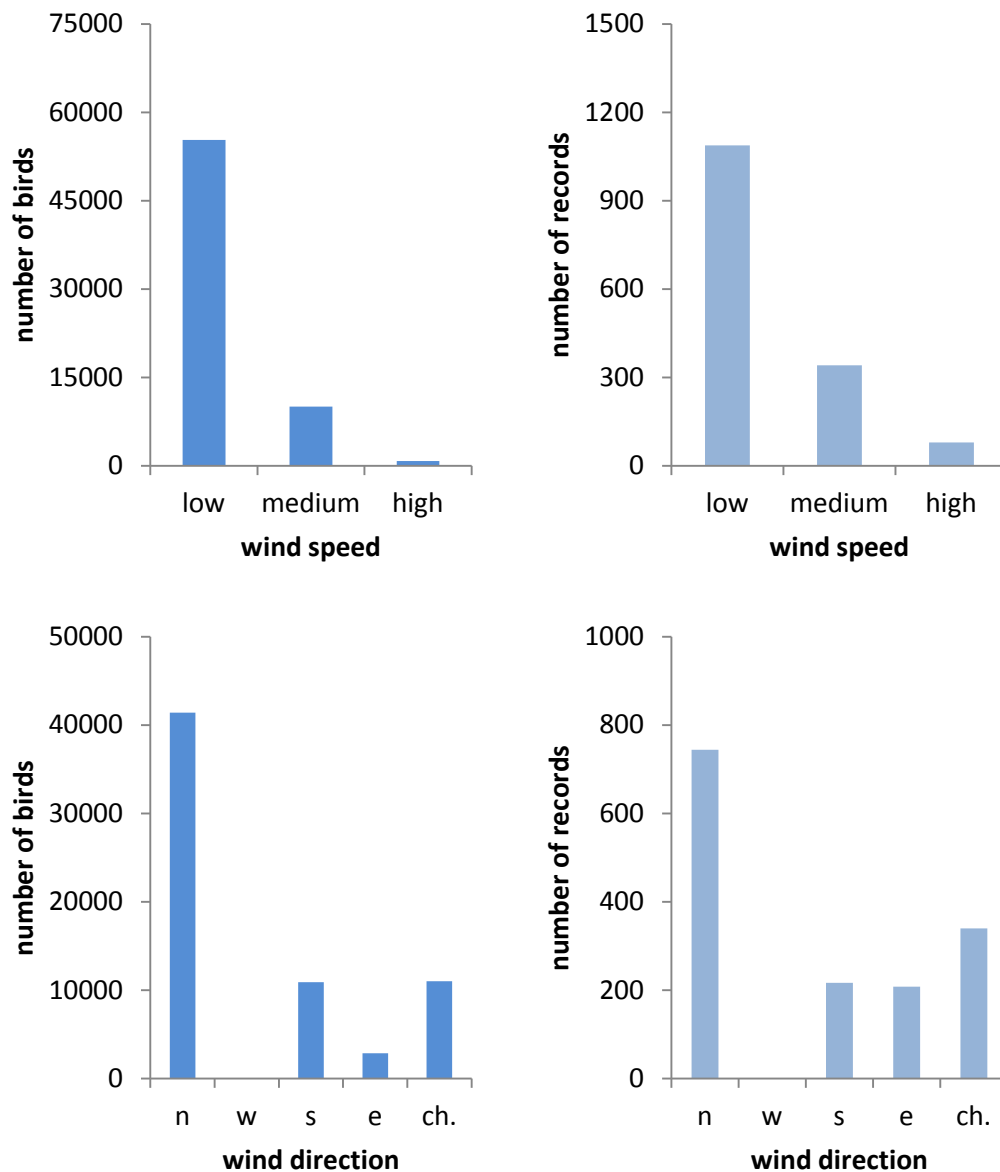 75000
60000
45000
30000
15000
0
number of birds
low medium high
wind speed
1500
1200
900
600
300
0
number of records
low medium high
wind speed
50000
40000
30000
20000
10000
0
number of birds
n w s e ch.
wind direction
1000
800
600
400
200
0
number of records
n w s e ch.
wind direction